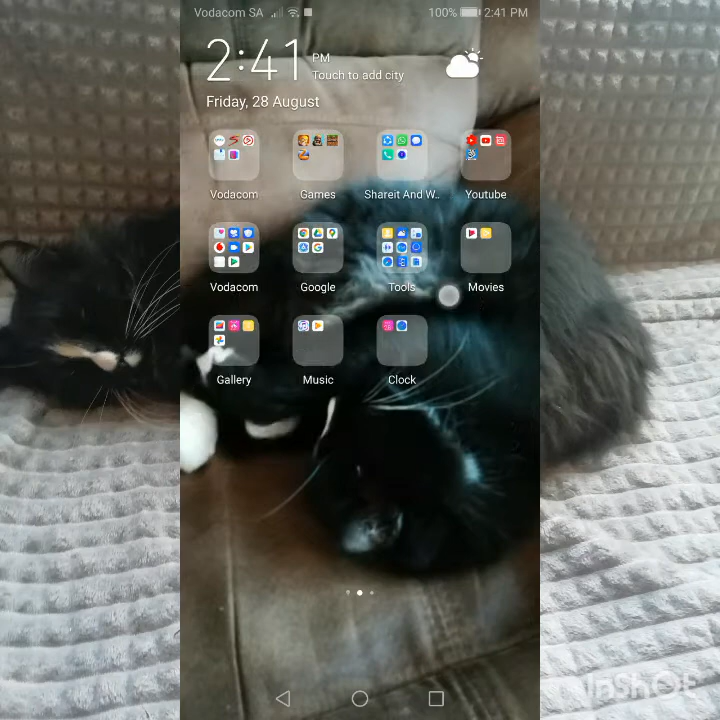 Vodacom SA 100% 2:41 PM
2:41 PM
Touch to add city
Friday, 28 August
Vodacom Games Shareit And W.. Youtube
Vodacom Google Tools Movies
Gallery Music Clock
InShOt